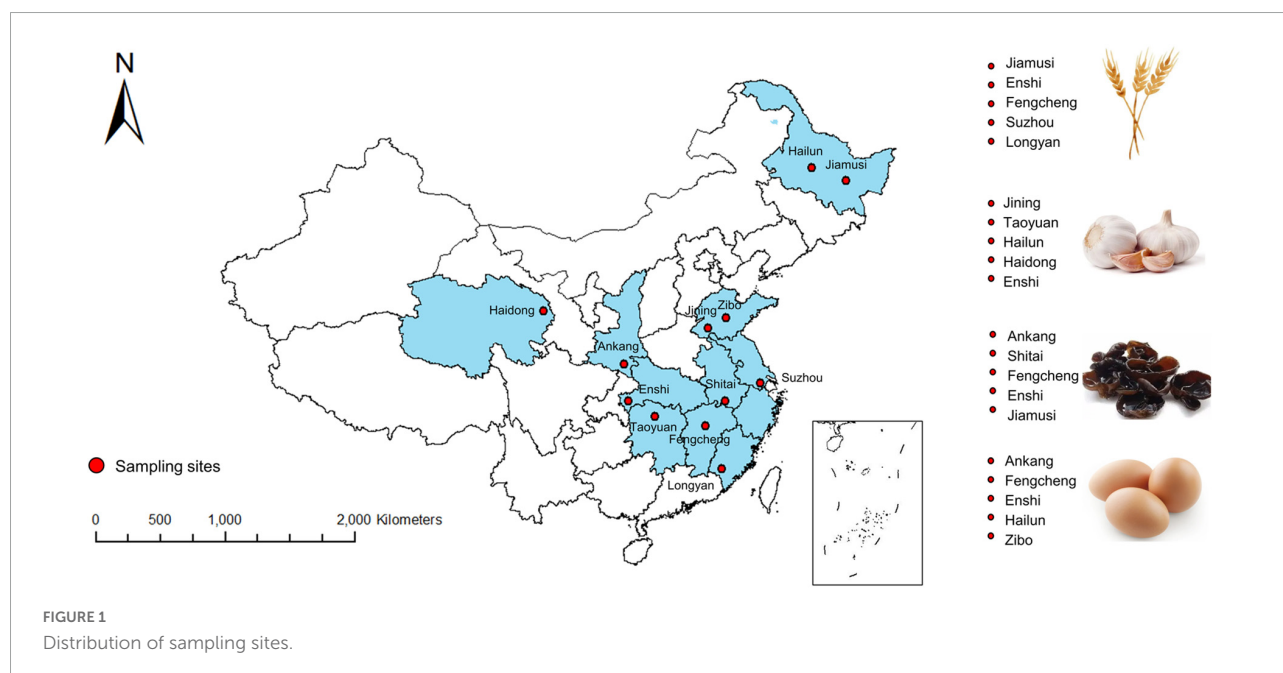 N
Hailun
Jiamusi
Haidong
Jining
Zibo
Ankang
Enshi
Shitai
Suzhou
Taoyuan
Fengcheng
Longyan
Sampling sites
0 500 1,000 2,000 Kilometers
Jiamusi
Enshi
Fengcheng
Suzhou
Longyan
Jining
Taoyuan
Hailun
Haidong
Enshi
Ankang
Shitai
Fengcheng
Enshi
Jiamusi
Ankang
Fengcheng
Enshi
Hailun
Zibo
FIGURE 1
Distribution of sampling sites.